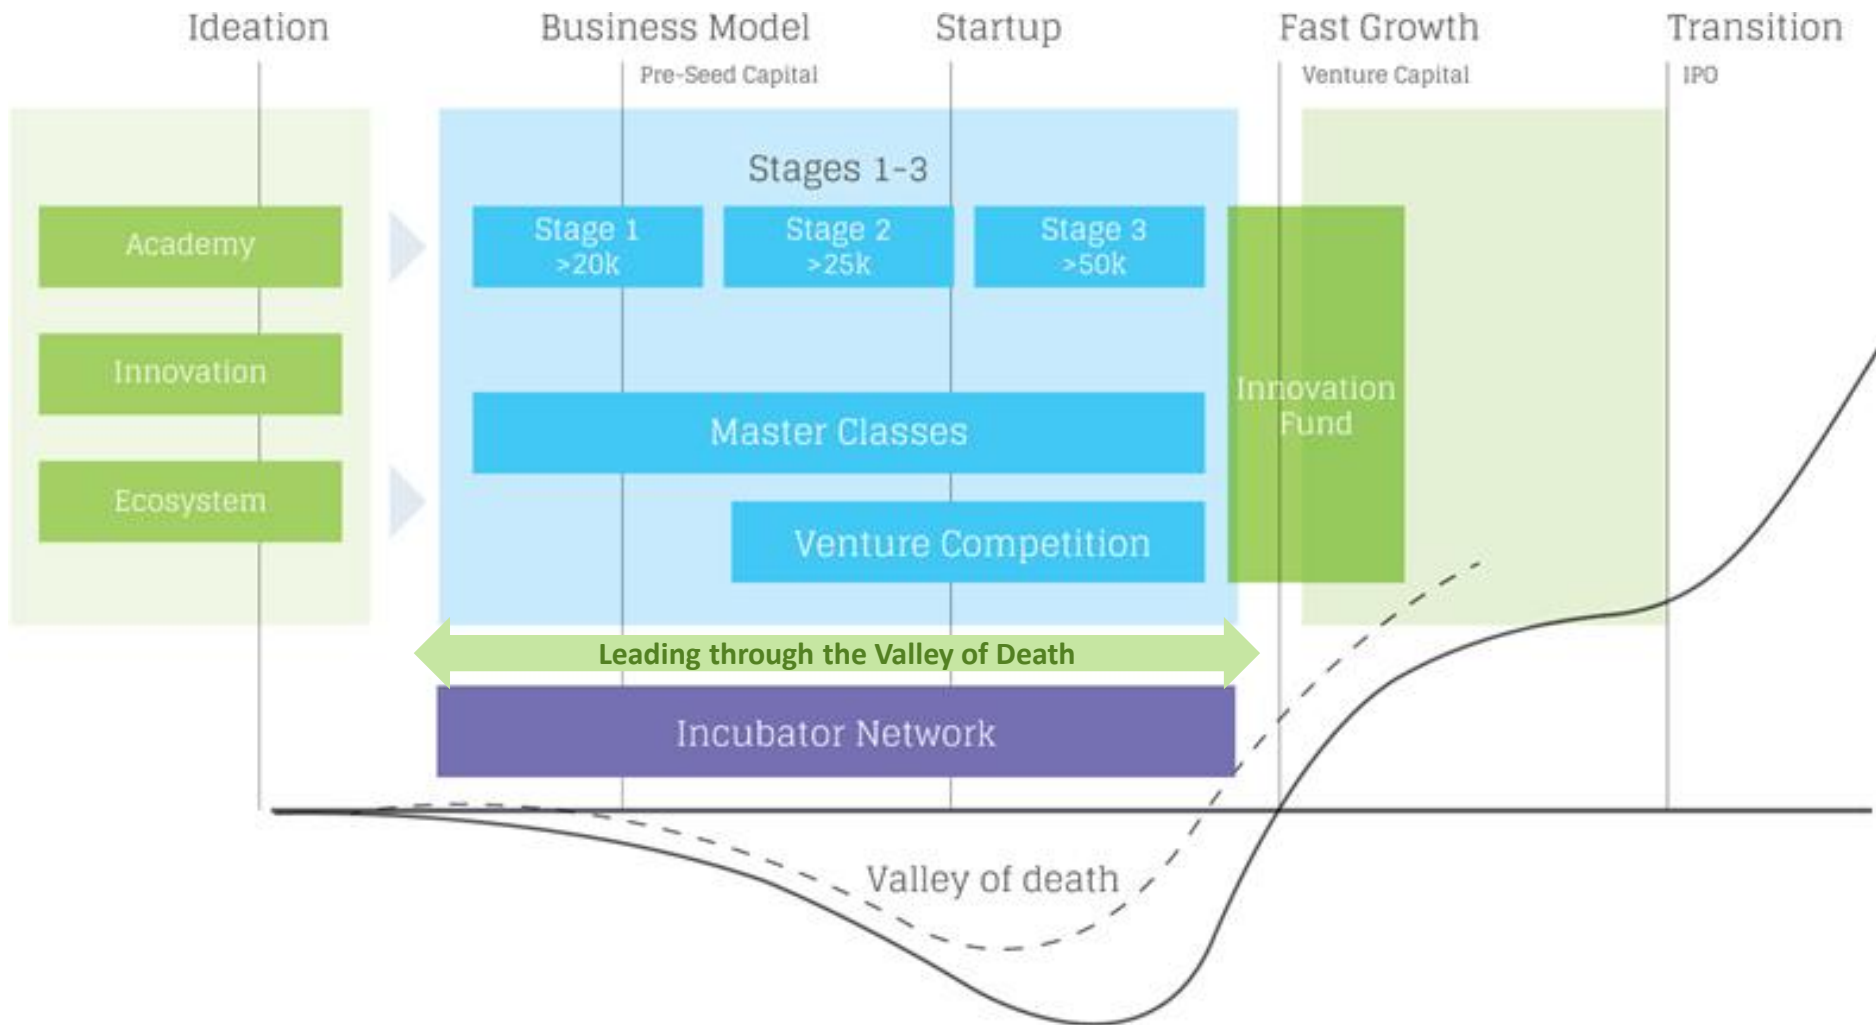 Ideation
Business Model
Startup
Fast Growth
Transition
Pre-Seed Capital
Venture Capital
IPO
Stages 1-3
Academy
Stage 1
>20k
Stage 2
>25k
Stage 3
>50k
Innovation
Innovation
Fund
Master Classes
Ecosystem
Venture Competition
Leading through the Valley of Death
Incubator Network
Valley of death